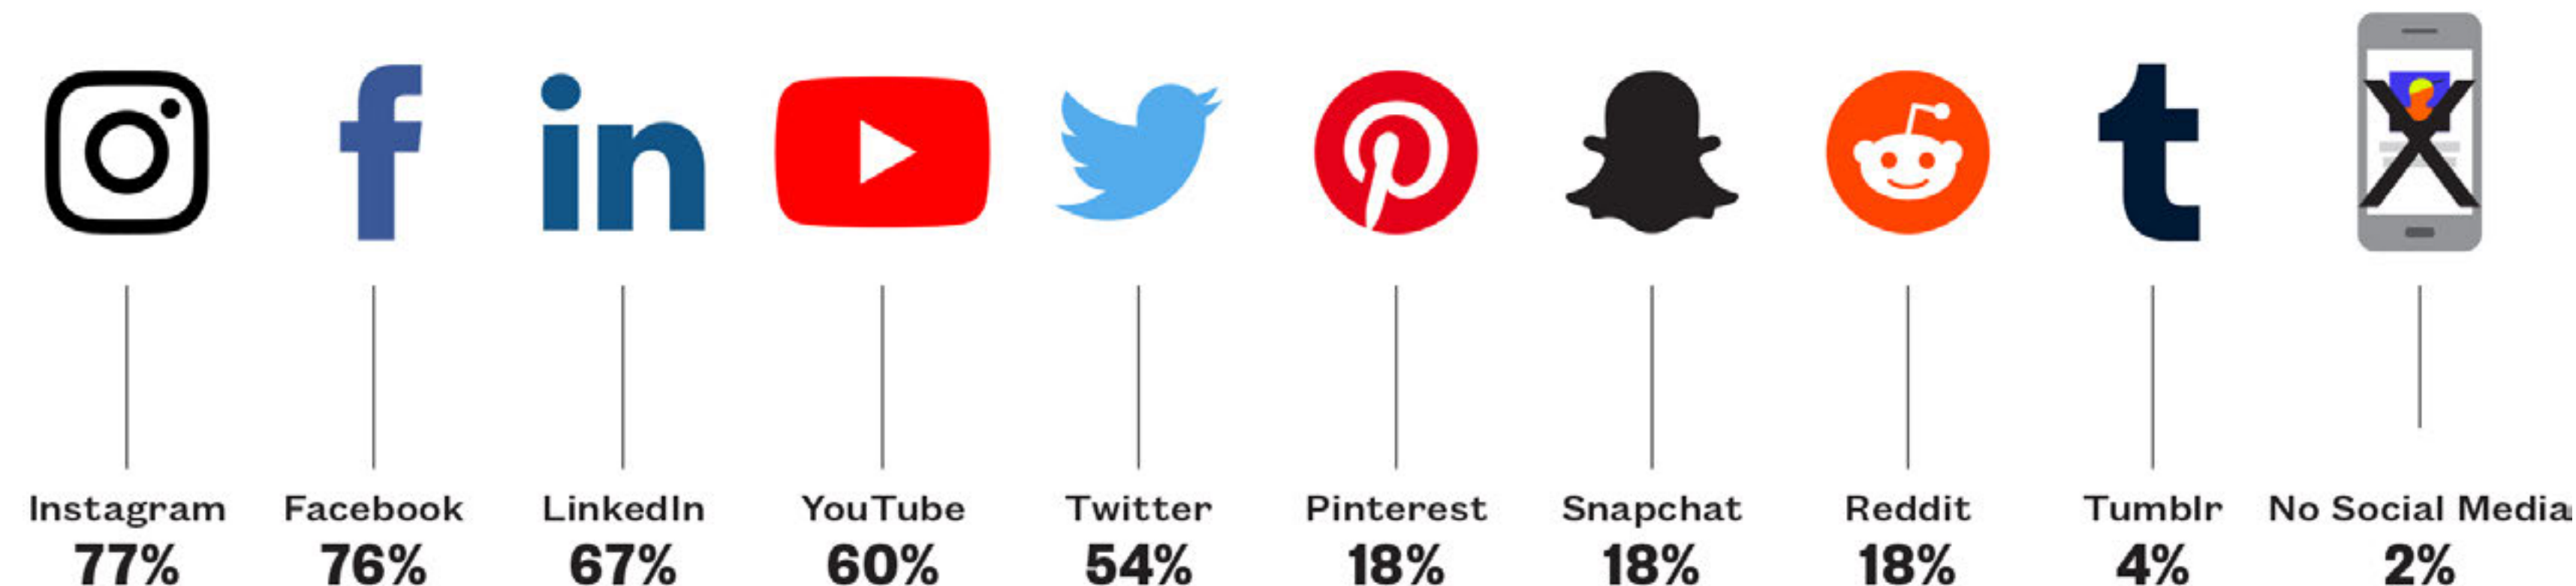 Instagram Facebook LinkedIn YouTube Twitter Pinterest Snapchat Reddit Tumblr No Social Media
77% 76% 67% 60% 54% 18% 18% 18% 4% 2%